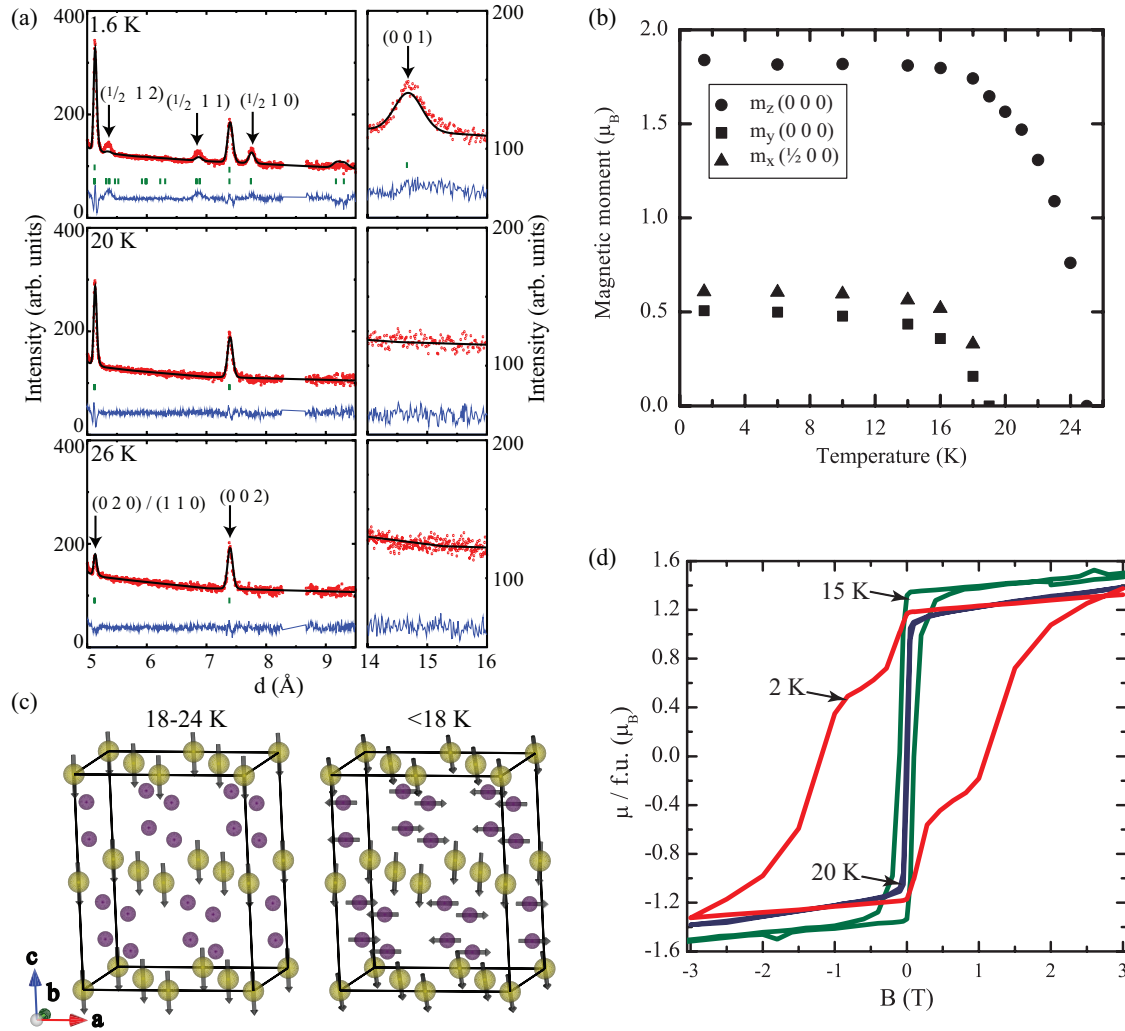 (a)
400
1.6 K
(½ 1 2)
(½ 1 1)
(½ 1 0)
200
0
(0 0 1)
200
100
400
20 K
200
0
200
100
400
26 K
(0 2 0) / (1 1 0)
(0 0 2)
200
0
200
100
Intensity (arb. units)
Intensity (arb. units)
5 6 7 8 9
14 15 16
d (Å)
(b)
2.0
1.5
1.0
0.5
0.0
Magnetic moment (μB)
mz (0 0 0)
my (0 0 0)
mx (½ 0 0)
0 4 8 12 16 20 24
Temperature (K)
(c)
18-24 K
<18 K
c
b
a
(d)
1.6
1.2
0.8
0.4
0.0
-0.4
-0.8
-1.2
-1.6
μ / f.u. (μB)
15 K
2 K
20 K
-3 -2 -1 0 1 2 3
B (T)